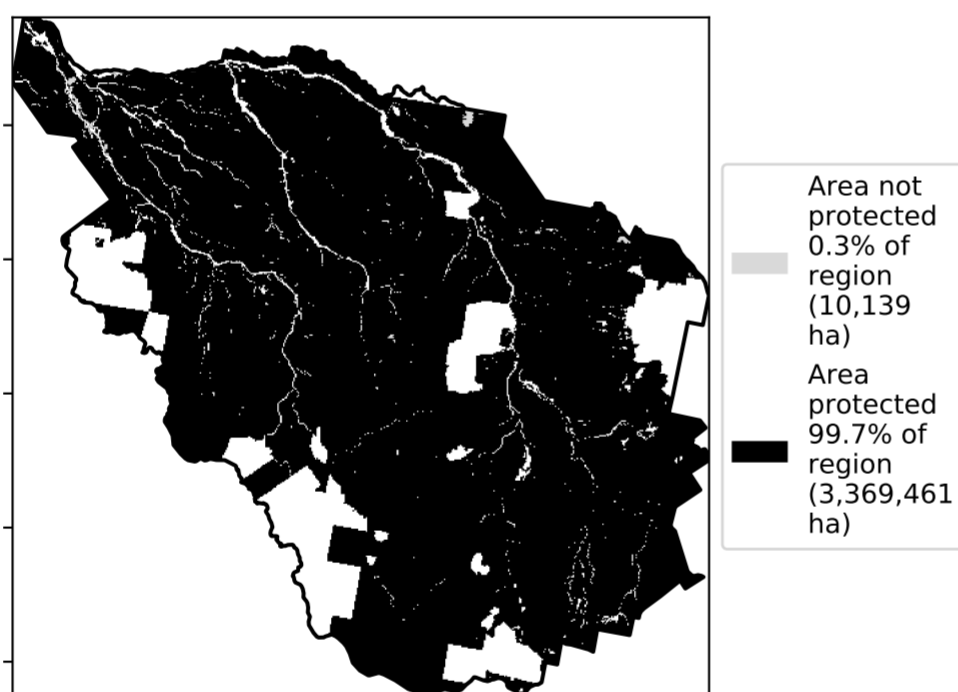 Area not
protected
0.3% of
region
(10,139
ha)
Area
protected
99.7% of
region
(3,369,461
ha)